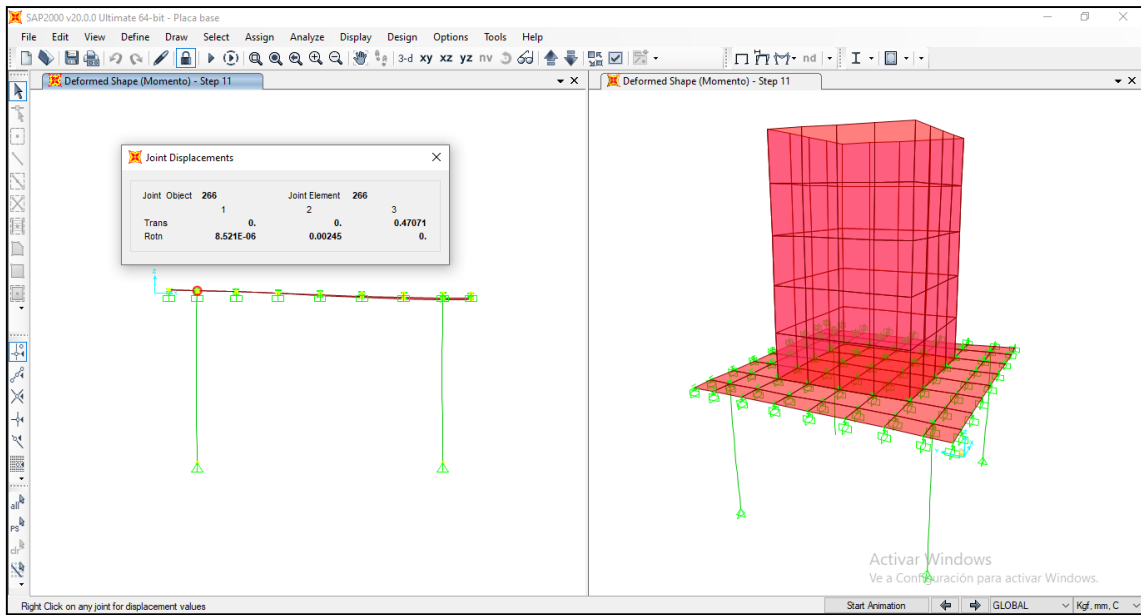 SAP2000 v20.0.0 Ultimate 64-bit - Placa base
File Edit View Define Draw Select Assign Analyze Display Design Options Tools Help
3-d xy xz yz nv nd
Deformed Shape (Momento) - Step 11
Deformed Shape (Momento) - Step 11
Joint Displacements
Joint Object 266 Joint Element 266
1 2 3
Trans 0. 0. 0.47071
Rotn 8.521E-06 0.00245 0.
Z
all
PS
clr
Activar Windows
Ve a Configuración para activar Windows.
Right Click on any joint for displacement values
Start Animation
GLOBAL
Kgf, mm, C